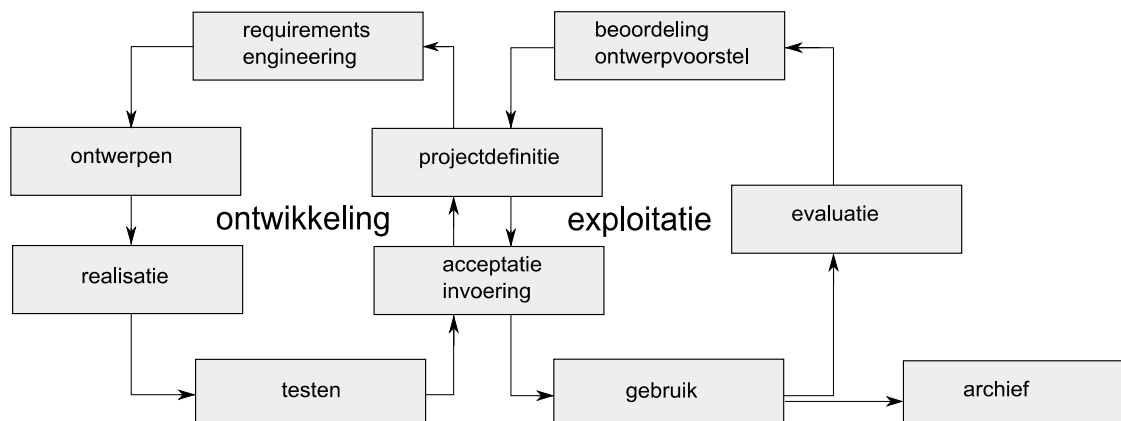 requirements
engineering
beoordeling
ontwerpvoorstel
ontwerpen
projectdefinitie
ontwikkeling
exploitatie
evaluatie
realisatie
acceptatie
invoering
testen
gebruik
archief